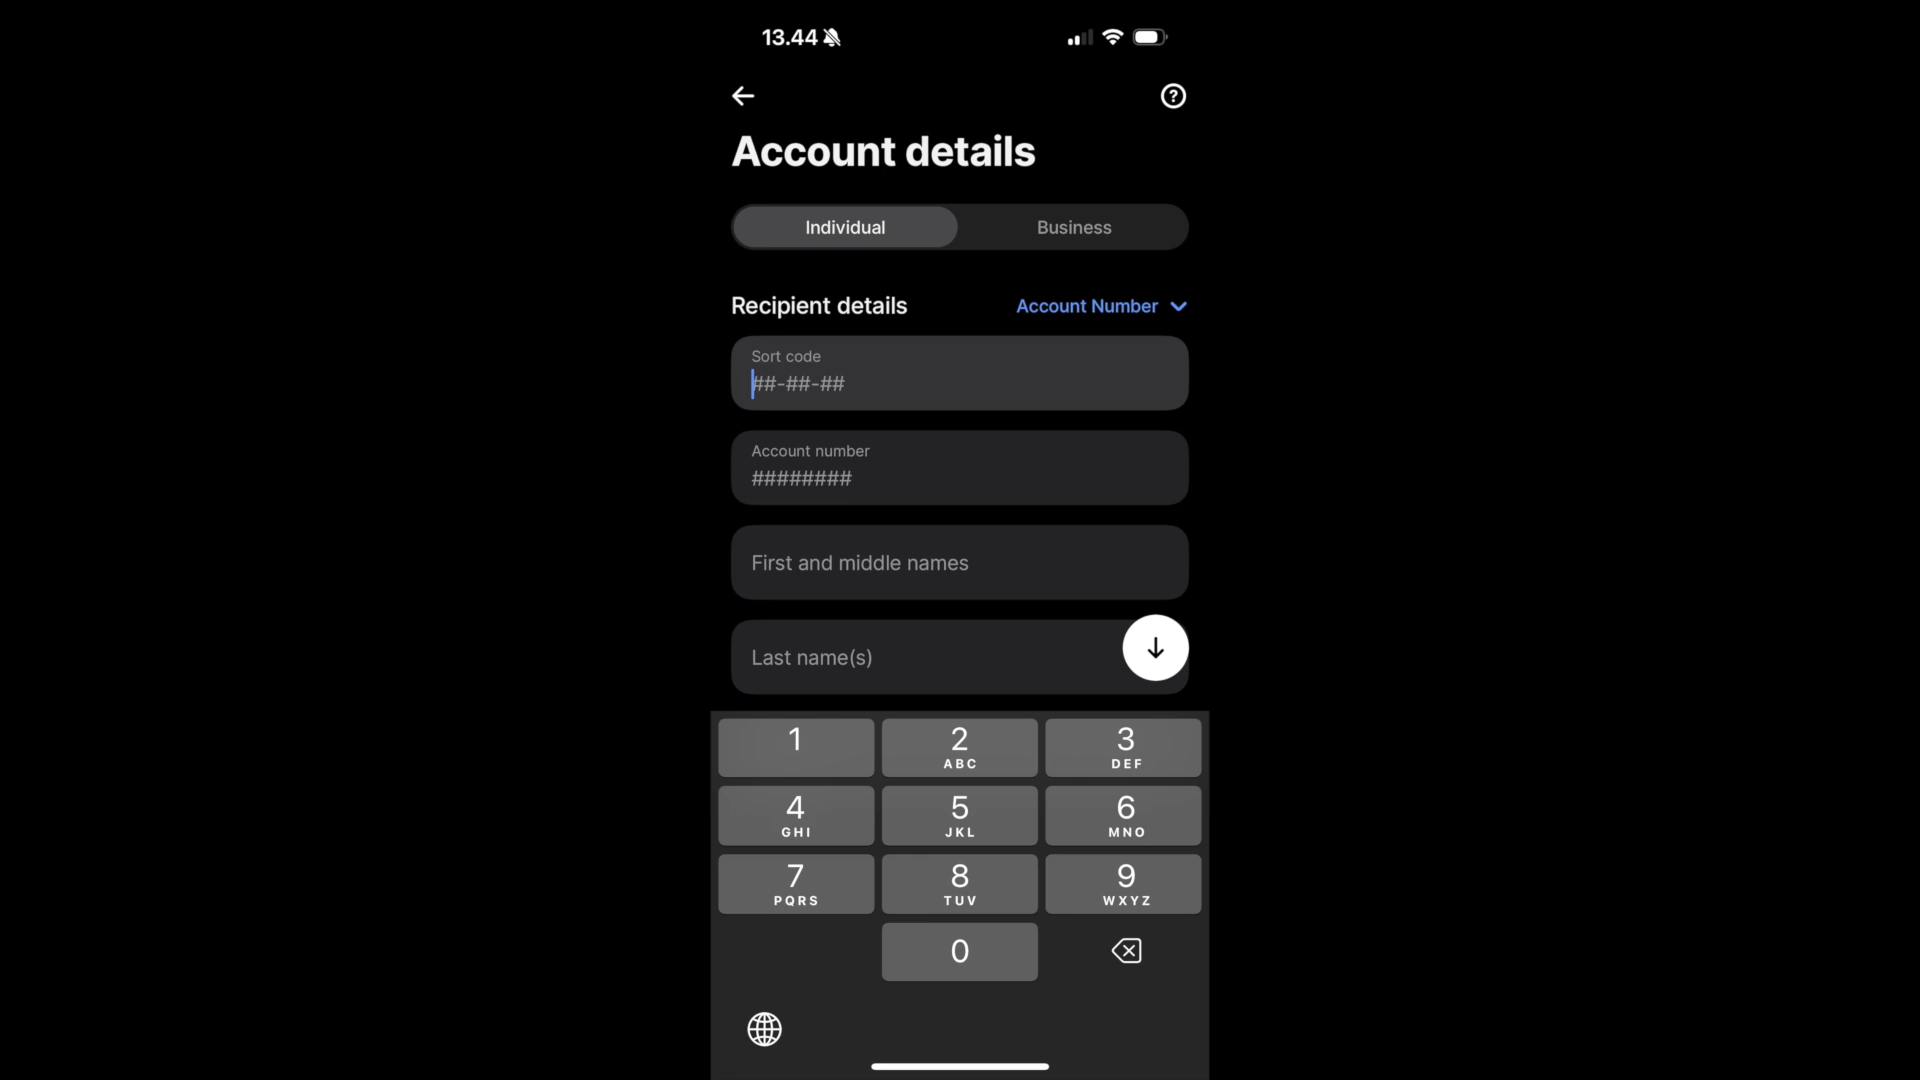 13.44
?
Account details
Individual Business
Recipient details Account Number
Sort code
##-##-##
Account number
########
First and middle names
Last name(s)
1 2 3
ABC DEF
4 5 6
GHI JKL MNO
7 8 9
PQRS TUV WXYZ
0